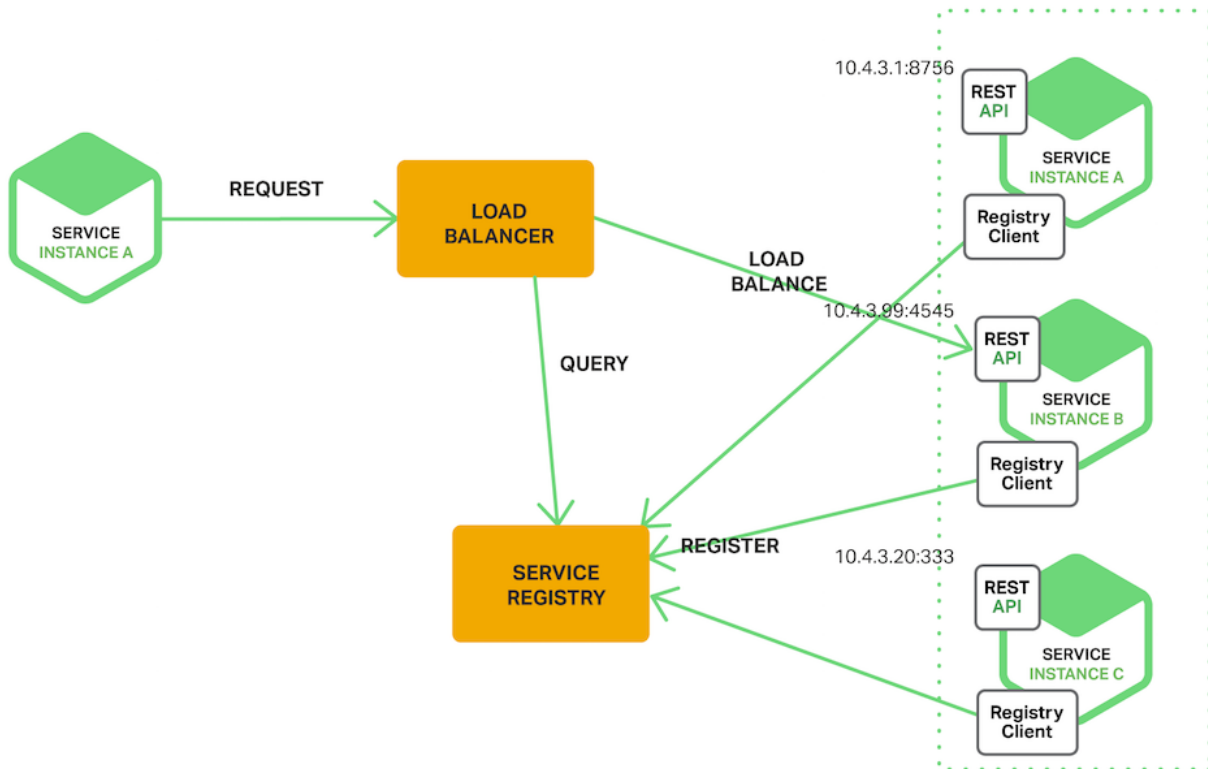 SERVICE
INSTANCE A
REQUEST
LOAD
BALANCER
QUERY
LOAD
BALANCE
SERVICE
REGISTRY
REGISTER
10.4.3.1:8756
REST
API
SERVICE
INSTANCE A
Registry
Client
10.4.3.99:4545
REST
API
SERVICE
INSTANCE B
Registry
Client
10.4.3.20:333
REST
API
SERVICE
INSTANCE C
Registry
Client